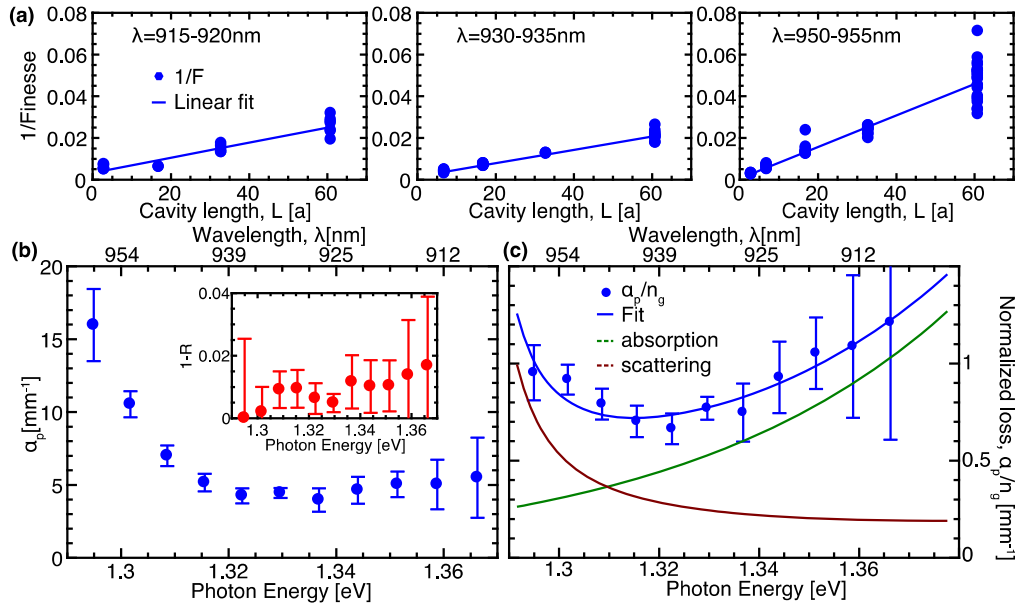 (a)
λ=915-920nm
λ=930-935nm
λ=950-955nm
1/F
Linear fit
1/Finesse
0.08
0.06
0.04
0.02
0
0.08
0.06
0.04
0.02
0
0.08
0.06
0.04
0.02
0
0 20 40 60
0 20 40 60
0 20 40 60
Cavity length, L [a]
Cavity length, L [a]
Cavity length, L [a]
Wavelength, λ[nm]
Wavelength, λ[nm]
(b)
954 939 925 912
20
15
10
5
0
αp[mm⁻¹]
0.04
0.02
0
1-R
1.3 1.32 1.34 1.36
Photon Energy [eV]
1.3 1.32 1.34 1.36
Photon Energy [eV]
(c)
954 939 925 912
αp/ng
Fit
absorption
scattering
1
0.5
0
Normalized loss, αp/ng [mm⁻¹]
1.3 1.32 1.34 1.36
Photon Energy [eV]